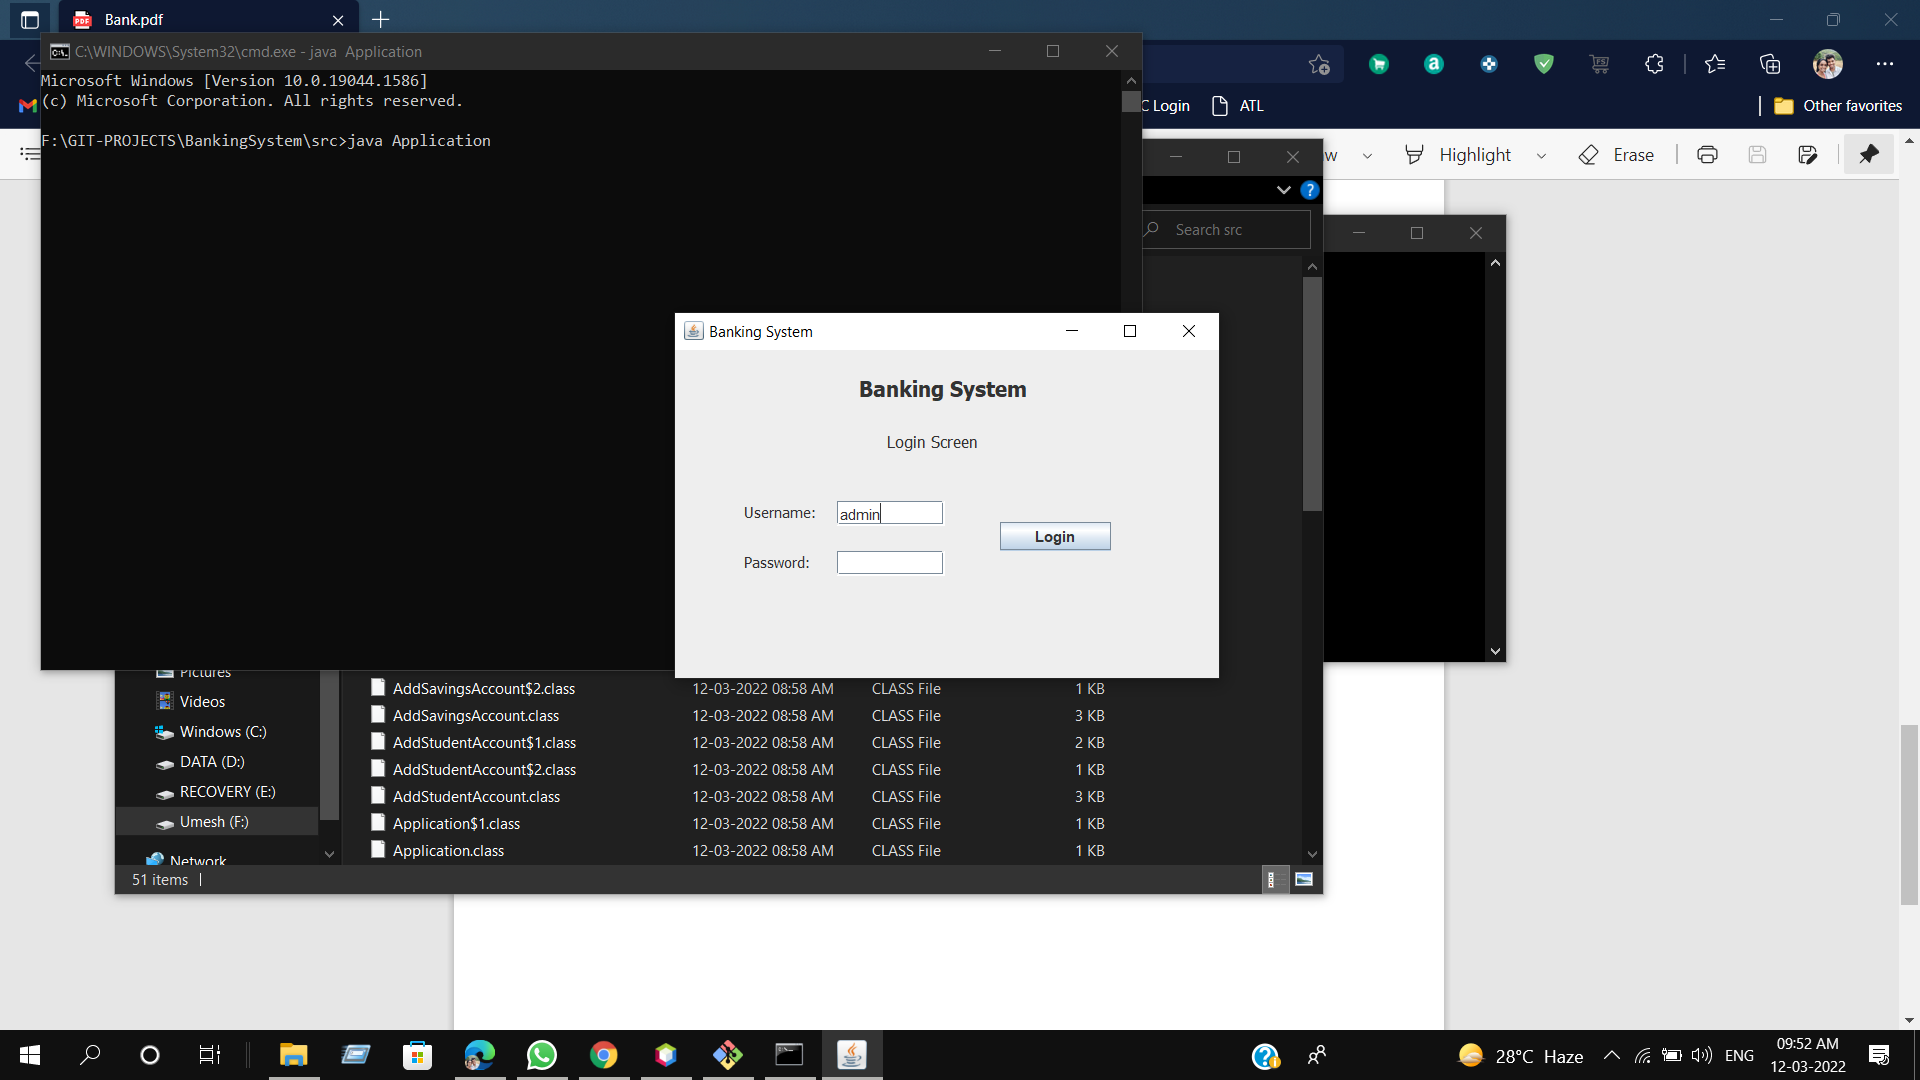 Bank.pdf
C:\WINDOWS\System32\cmd.exe - java  Application
Microsoft Windows [Version 10.0.19044.1586]
(c) Microsoft Corporation. All rights reserved.
F:\GIT-PROJECTS\BankingSystem\src>java Application
C Login
ATL
Other favorites
w
Highlight
Erase
Search src
Banking System
Banking System
Login Screen
Username:
admin
Login
Password:
Pictures
Videos
Windows (C:)
DATA (D:)
RECOVERY (E:)
Umesh (F:)
Network
AddSavingsAccount$2.class 12-03-2022 08:58 AM CLASS File 1 KB
AddSavingsAccount.class 12-03-2022 08:58 AM CLASS File 3 KB
AddStudentAccount$1.class 12-03-2022 08:58 AM CLASS File 2 KB
AddStudentAccount$2.class 12-03-2022 08:58 AM CLASS File 1 KB
AddStudentAccount.class 12-03-2022 08:58 AM CLASS File 3 KB
Application$1.class 12-03-2022 08:58 AM CLASS File 1 KB
Application.class 12-03-2022 08:58 AM CLASS File 1 KB
51 items
28°C Haze
ENG
09:52 AM
12-03-2022